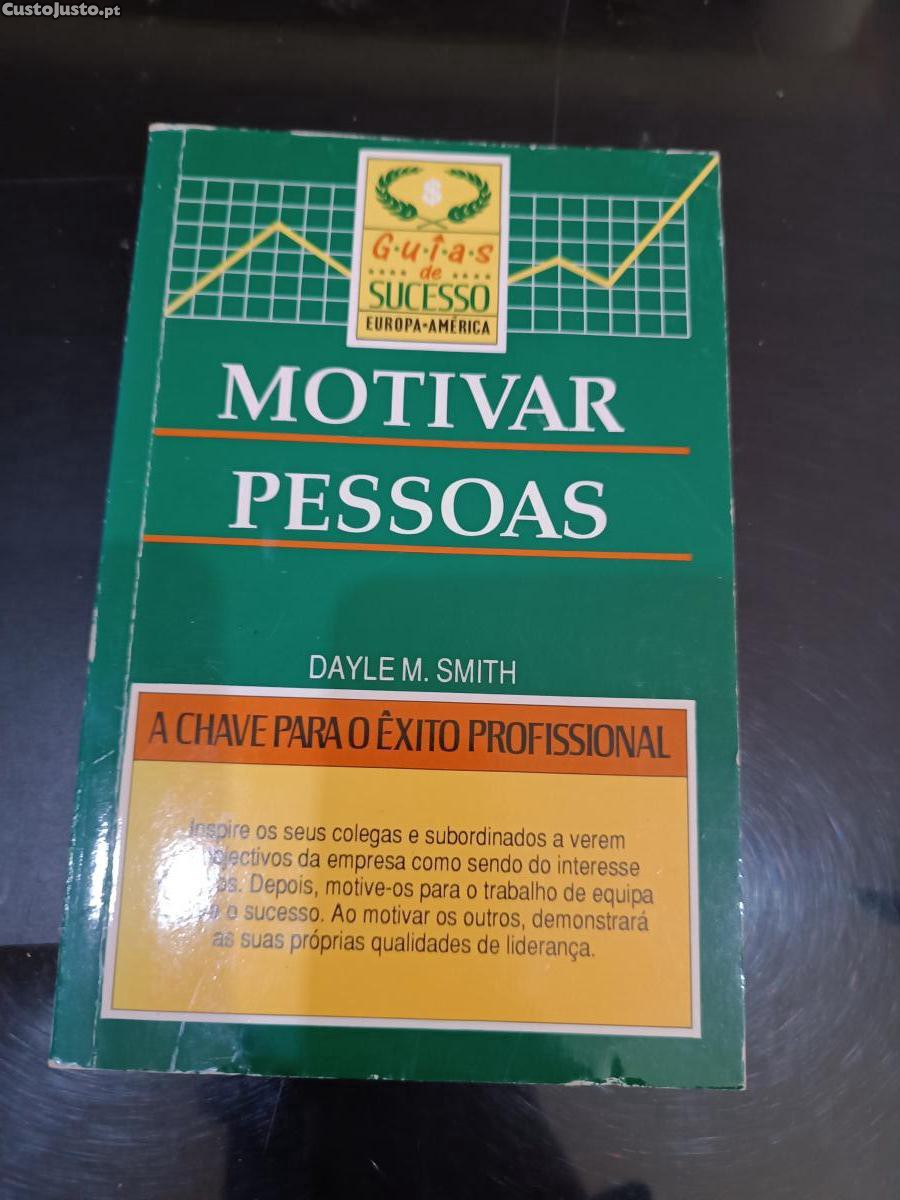 CustoJusto.pt
$
G·u·i·a·s
de
SUCESSO
EUROPA-AMÉRICA
MOTIVAR
PESSOAS
DAYLE M. SMITH
A CHAVE PARA O ÊXITO PROFISSIONAL
Inspire os seus colegas e subordinados a verem
objectivos da empresa como sendo do interesse
Depois, motive-os para o trabalho de equipa
e o sucesso. Ao motivar os outros, demonstrará
as suas próprias qualidades de liderança.